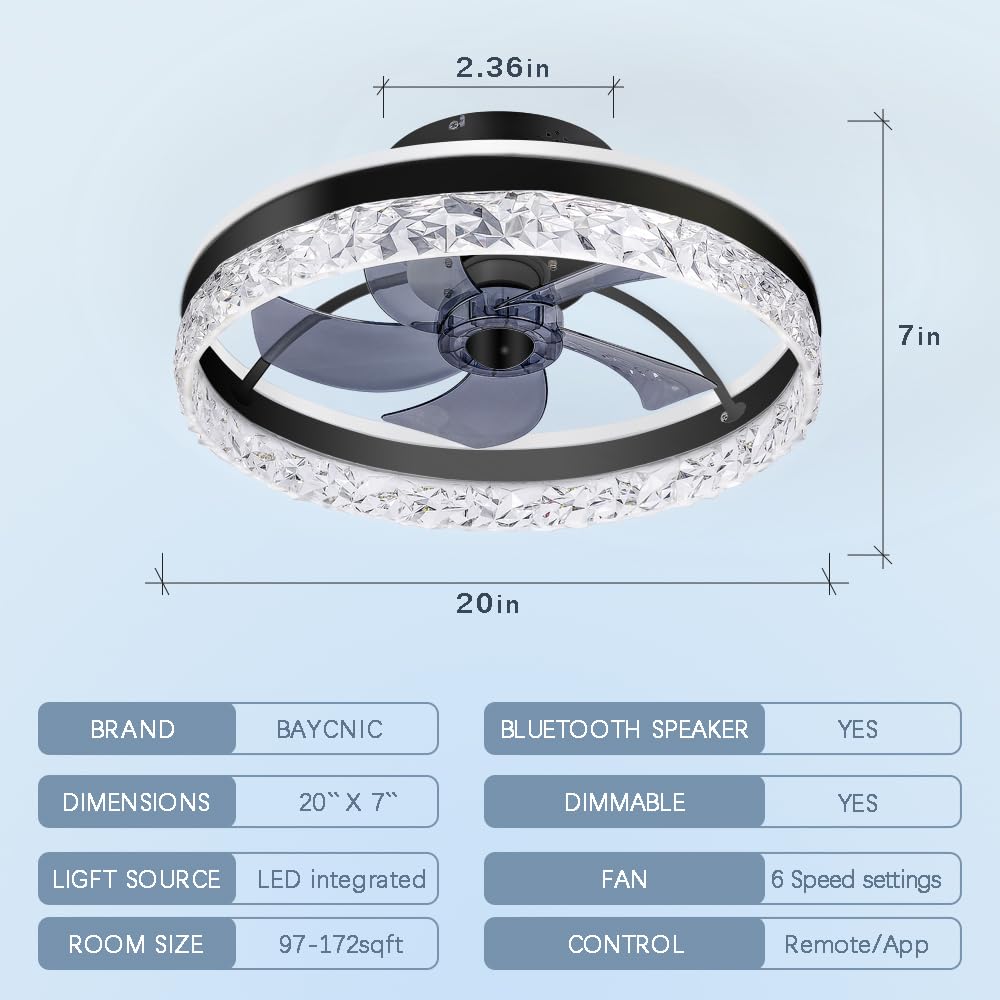 2.36in
7in
20in
BRAND BAYCNIC
BLUETOOTH SPEAKER YES
DIMENSIONS 20`` X 7``
DIMMABLE YES
LIGFT SOURCE LED integrated
FAN 6 Speed settings
ROOM SIZE 97-172sqft
CONTROL Remote/App